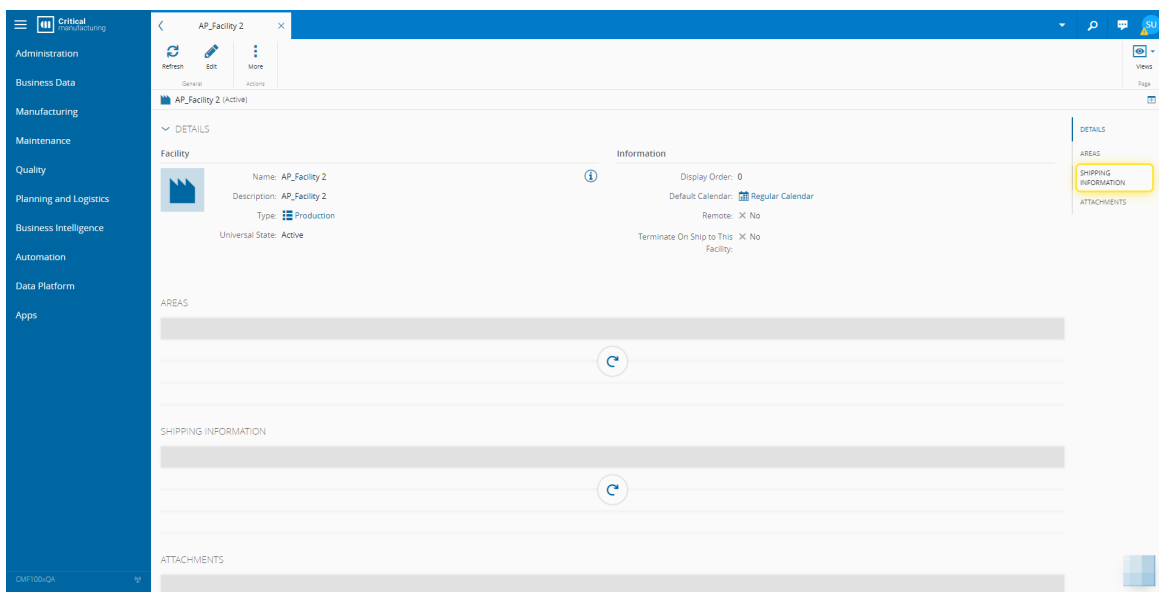 Critical
manufacturing
AP_Facility 2
SU
Administration
Business Data
Manufacturing
Maintenance
Quality
Planning and Logistics
Business Intelligence
Automation
Data Platform
Apps
CMF100xQA
Refresh
Edit
More
Views
General
Actions
Page
AP_Facility 2 (Active)
DETAILS
Facility
Name: AP_Facility 2
Description: AP_Facility 2
Type: Production
Universal State: Active
Information
Display Order: 0
Default Calendar: Regular Calendar
Remote: No
Terminate On Ship to This No
Facility:
AREAS
SHIPPING INFORMATION
ATTACHMENTS
DETAILS
AREAS
SHIPPING
INFORMATION
ATTACHMENTS